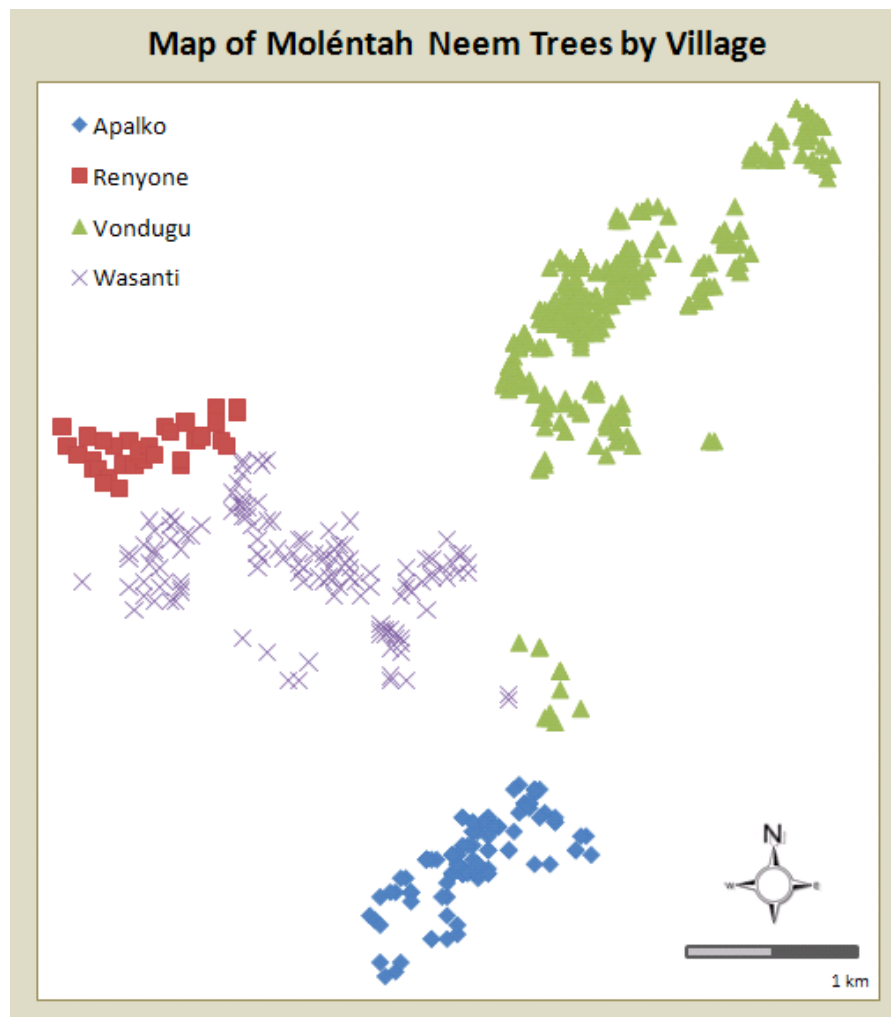 Map of Moléntah Neem Trees by Village
Apalko
Renyone
Vondugu
Wasanti
N
W E
1 km